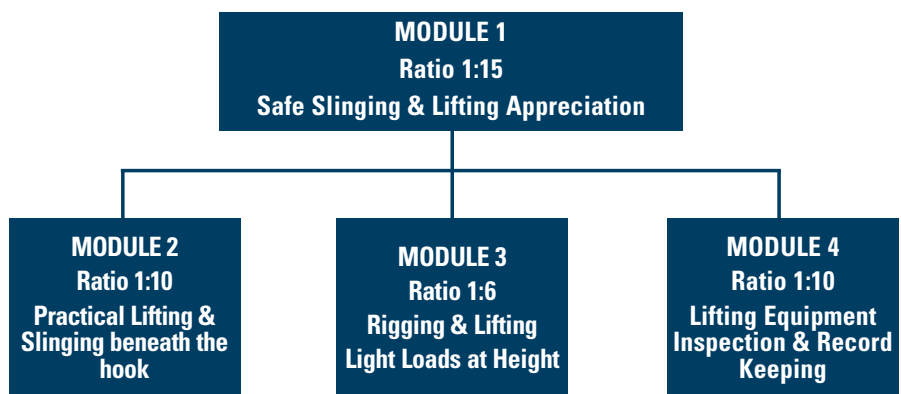 MODULE 1
Ratio 1:15
Safe Slinging & Lifting Appreciation
MODULE 2
Ratio 1:10
Practical Lifting &
Slinging beneath the
hook
MODULE 3
Ratio 1:6
Rigging & Lifting
Light Loads at Height
MODULE 4
Ratio 1:10
Lifting Equipment
Inspection & Record
Keeping